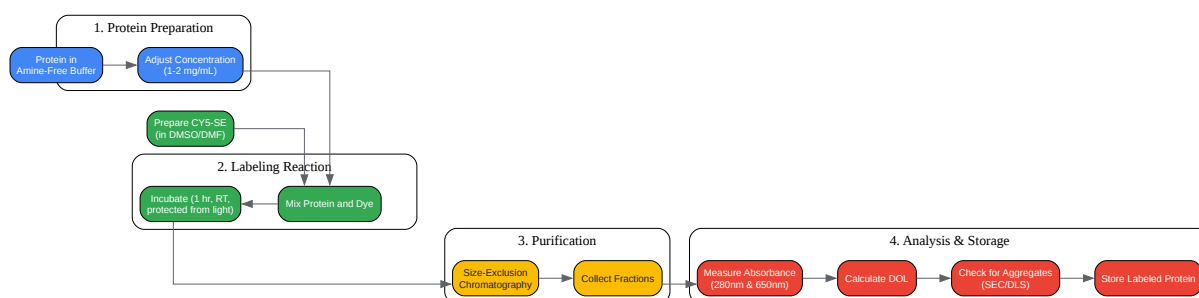 1. Protein Preparation
Protein in
Amine-Free Buffer
Adjust Concentration
(1-2 mg/mL)
Prepare CY5-SE
(in DMSO/DMF)
2. Labeling Reaction
Incubate (1 hr, RT,
protected from light)
Mix Protein and Dye
3. Purification
Size-Exclusion
Chromatography
Collect Fractions
4. Analysis & Storage
Measure Absorbance
(280nm & 650nm)
Calculate DOL
Check for Aggregates
(SEC/DLS)
Store Labeled Protein